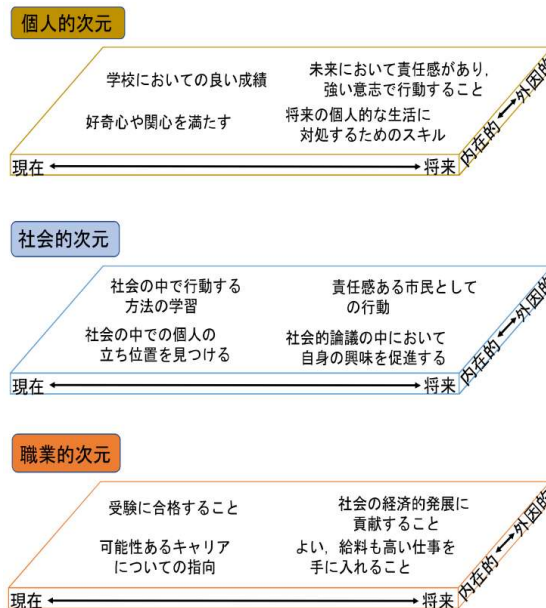 個人的次元
学校においての良い成績
未来において責任感があり，
強い意志で行動すること
好奇心や関心を満たす
将来の個人的な生活に
対処するためのスキル
内在的 外因的
現在 将来
社会的次元
社会の中で行動する
方法の学習
責任感ある市民として
の行動
社会の中での個人の
立ち位置を見つける
社会的論議の中において
自身の興味を促進する
内在的 外因的
現在 将来
職業的次元
受験に合格すること
社会の経済的発展に
貢献すること
可能性あるキャリア
についての指向
よい，給料も高い仕事を
手に入れること
内在的 外因的
現在 将来